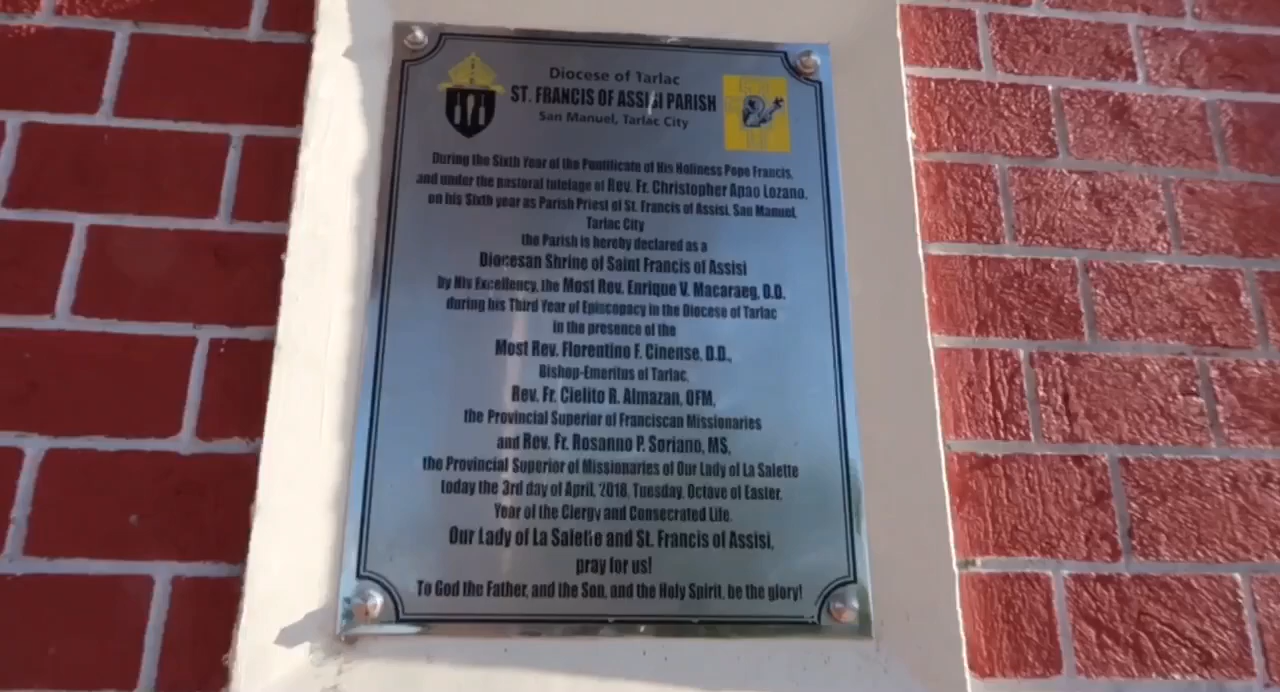 Diocese of Tarlac
ST. FRANCIS OF ASSISI PARISH
San Manuel, Tarlac City
During the Sixth Year of the Pontificate of His Holiness Pope Francis,
and under the pastoral tutelage of Rev. Fr. Christopher Apao Lozano,
on his Sixth year as Parish Priest of St. Francis of Assisi, San Manuel,
Tarlac City
the Parish is hereby declared as a
Diocesan Shrine of Saint Francis of Assisi
by His Excellency, the Most Rev. Enrique V. Macaraeg, D.D.
during his Third Year of Episcopacy in the Diocese of Tarlac
in the presence of the
Most Rev. Florentino F. Cinense, D.D.,
Bishop-Emeritus of Tarlac,
Rev. Fr. Cielito R. Almazan, OFM,
the Provincial Superior of Franciscan Missionaries
and Rev. Fr. Rosanno P. Soriano, MS,
the Provincial Superior of Missionaries of Our Lady of La Salette
today the 3rd day of April, 2018, Tuesday, Octave of Easter,
Year of the Clergy and Consecrated Life.
Our Lady of La Salette and St. Francis of Assisi,
pray for us!
To God the Father, and the Son, and the Holy Spirit, be the glory!